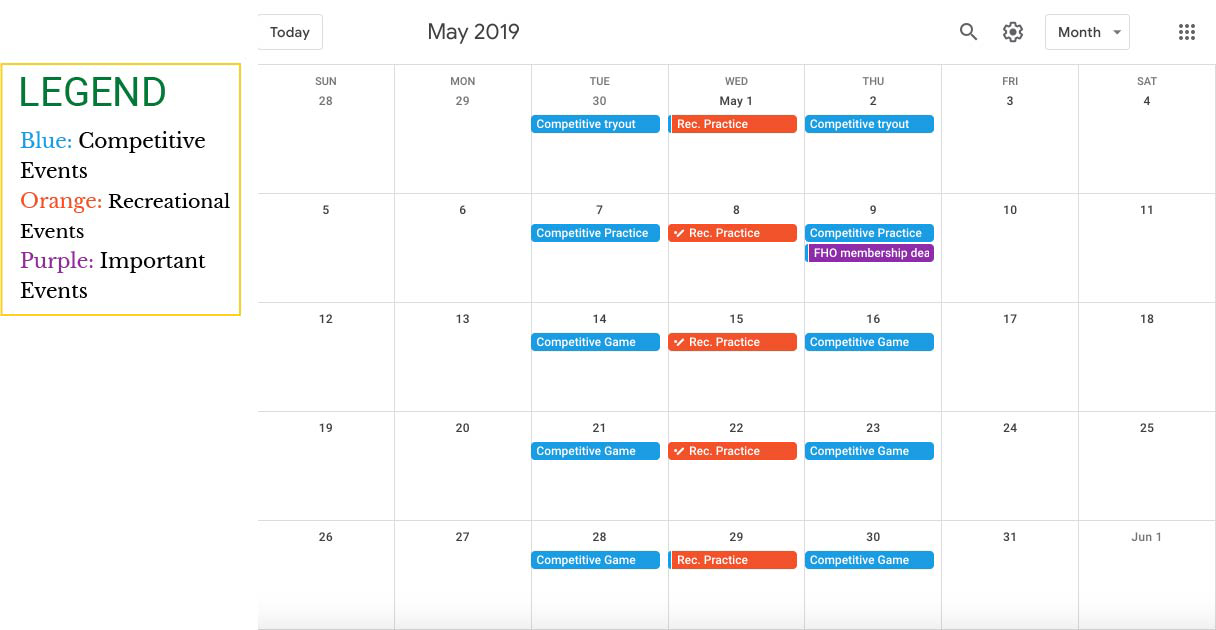 Today
May 2019
Month
LEGEND
Blue: Competitive
Events
Orange: Recreational
Events
Purple: Important
Events
SUN MON TUE WED THU FRI SAT
28 29 30 May 1 2 3 4
Competitive tryout Rec. Practice Competitive tryout
5 6 7 8 9 10 11
Competitive Practice Rec. Practice Competitive Practice
FHO membership dea
12 13 14 15 16 17 18
Competitive Game Rec. Practice Competitive Game
19 20 21 22 23 24 25
Competitive Game Rec. Practice Competitive Game
26 27 28 29 30 31 Jun 1
Competitive Game Rec. Practice Competitive Game